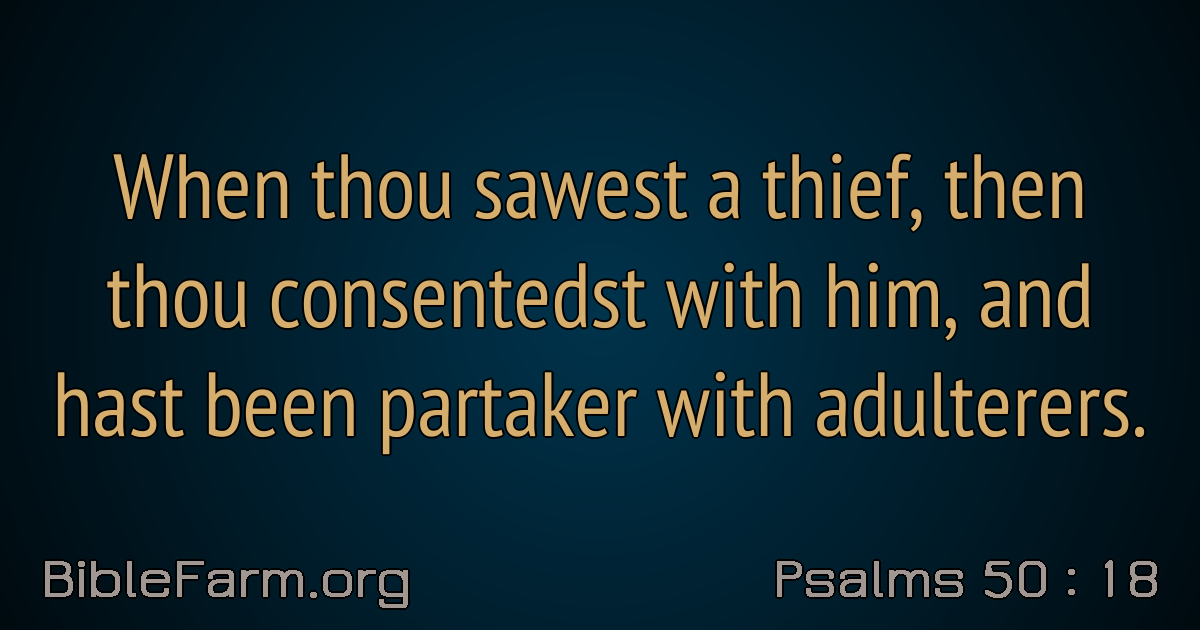 When thou sawest a thief, then
thou consentedst with him, and
hast been partaker with adulterers.
BibleFarm.org
Psalms 50 : 18